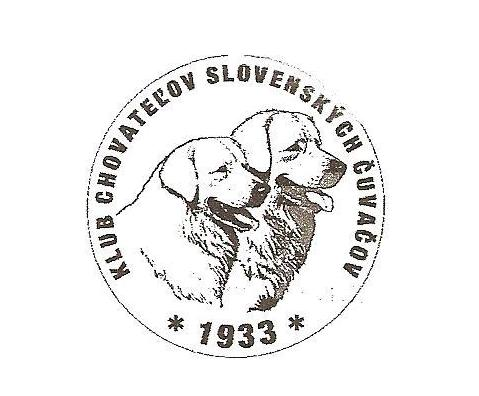 KLUB CHOVATEĽOV SLOVENSKÝCH ČUVAČOV
* 1933 *